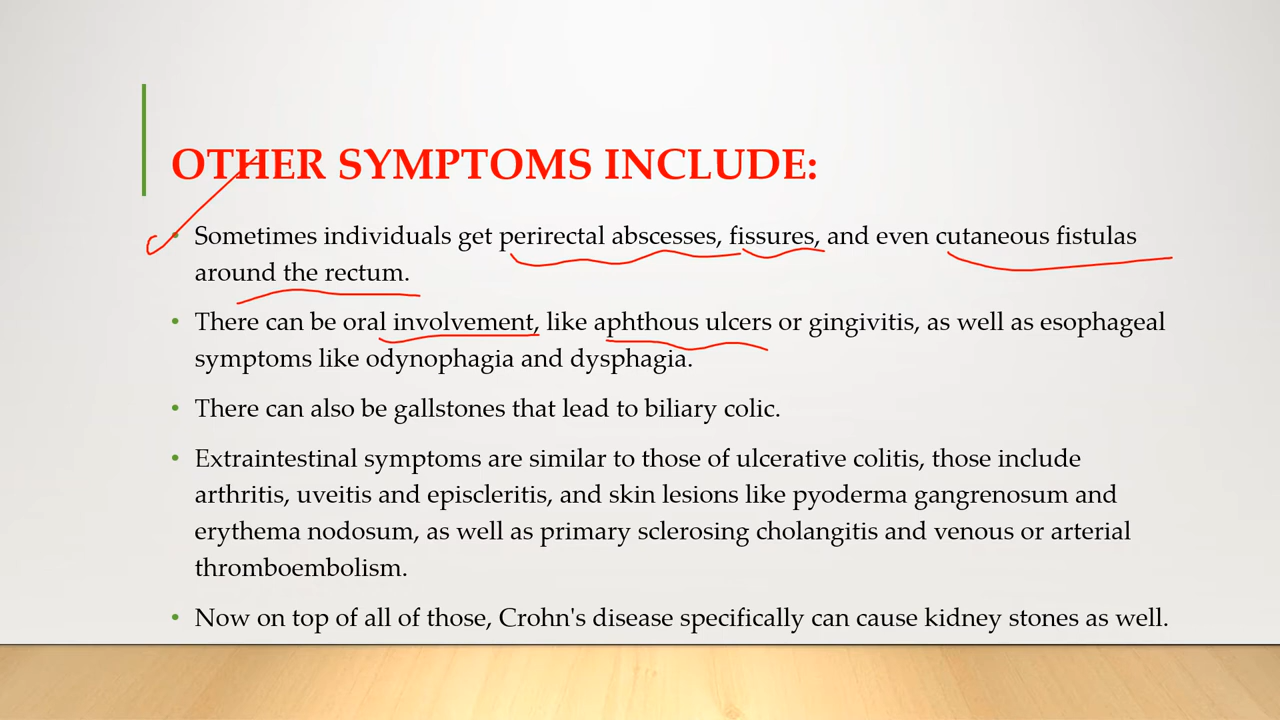 OTHER SYMPTOMS INCLUDE:
• Sometimes individuals get perirectal abscesses, fissures, and even cutaneous fistulas
around the rectum.
• There can be oral involvement, like aphthous ulcers or gingivitis, as well as esophageal
symptoms like odynophagia and dysphagia.
• There can also be gallstones that lead to biliary colic.
• Extraintestinal symptoms are similar to those of ulcerative colitis, those include
arthritis, uveitis and episcleritis, and skin lesions like pyoderma gangrenosum and
erythema nodosum, as well as primary sclerosing cholangitis and venous or arterial
thromboembolism.
• Now on top of all of those, Crohn's disease specifically can cause kidney stones as well.